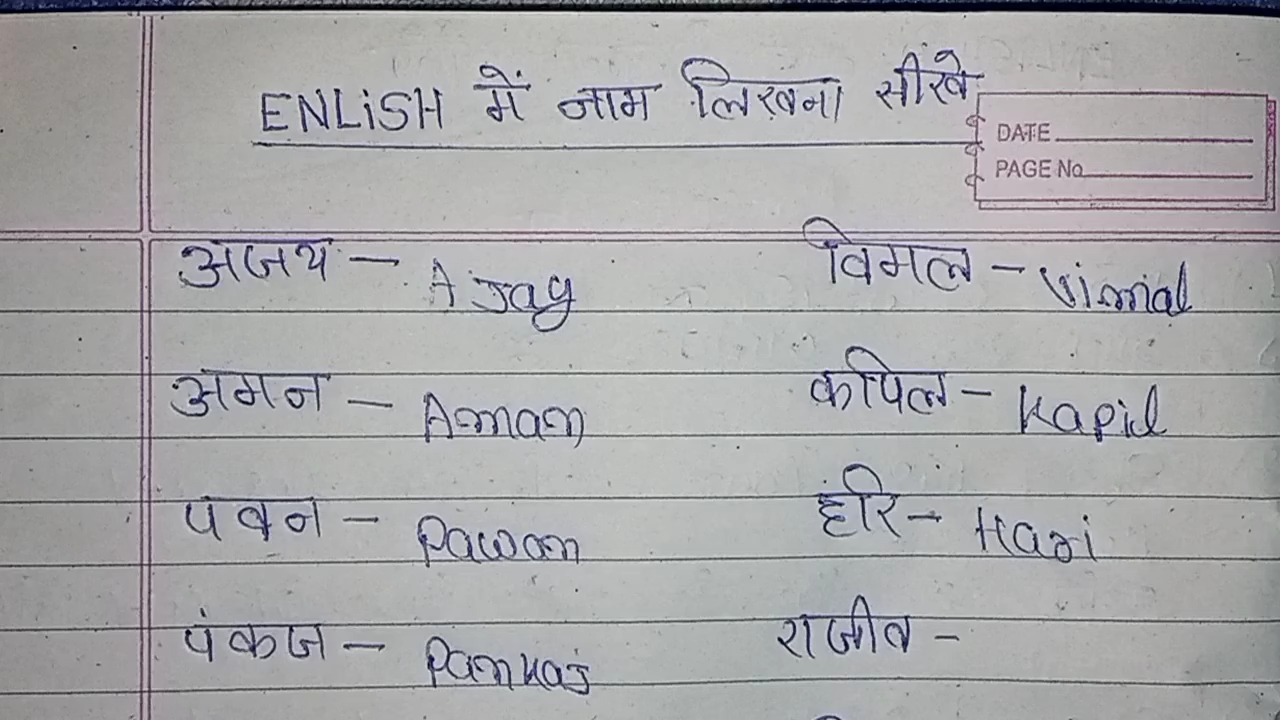 ENLiSH में नाम लिखना सीखे
DATE
PAGE No
अजय - Ajay
विमल - Vimal
अमन - Aman
कपिल - Kapil
पवन - Pawan
हरि - Hari
पंकज - Pankaj
राजीव -